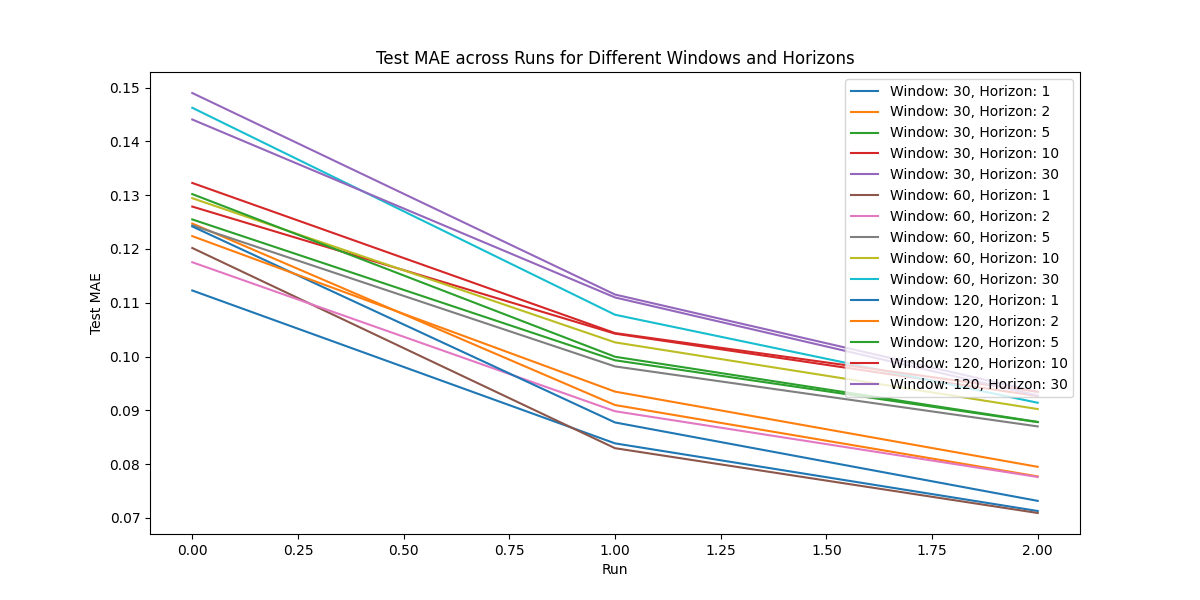 Test MAE across Runs for Different Windows and Horizons
0.15
0.14
0.13
0.12
0.11
0.10
0.09
0.08
0.07
Test MAE
Window: 30, Horizon: 1
Window: 30, Horizon: 2
Window: 30, Horizon: 5
Window: 30, Horizon: 10
Window: 30, Horizon: 30
Window: 60, Horizon: 1
Window: 60, Horizon: 2
Window: 60, Horizon: 5
Window: 60, Horizon: 10
Window: 60, Horizon: 30
Window: 120, Horizon: 1
Window: 120, Horizon: 2
Window: 120, Horizon: 5
Window: 120, Horizon: 10
Window: 120, Horizon: 30
0.00 0.25 0.50 0.75 1.00 1.25 1.50 1.75 2.00
Run